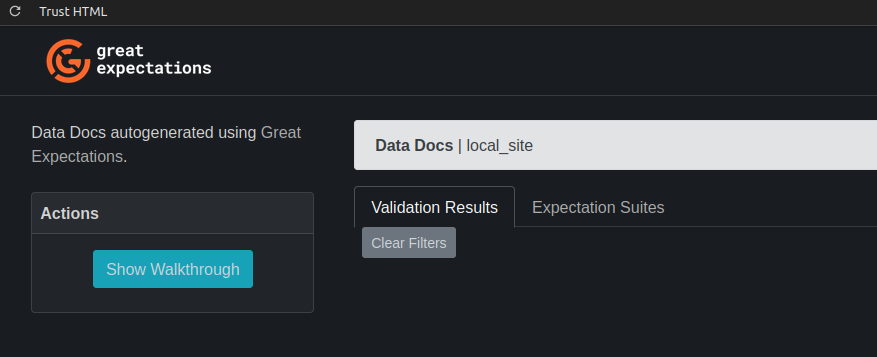 Trust HTML
great
expectations
Data Docs autogenerated using Great
Expectations.
Actions
Show Walkthrough
Data Docs | local_site
Validation Results
Expectation Suites
Clear Filters